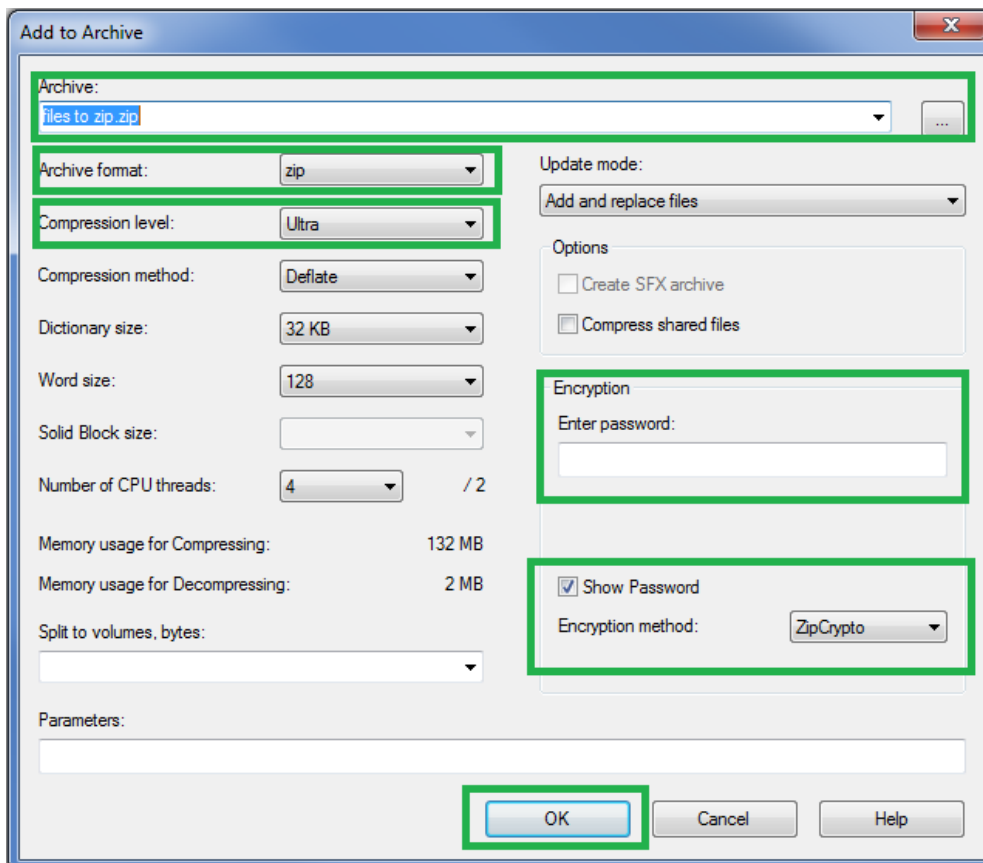 Add to Archive
Archive:
files to zip.zip
...
Archive format:
zip
Compression level:
Ultra
Compression method:
Deflate
Dictionary size:
32 KB
Word size:
128
Solid Block size:
Number of CPU threads:
4
/ 2
Memory usage for Compressing:
132 MB
Memory usage for Decompressing:
2 MB
Split to volumes, bytes:
Update mode:
Add and replace files
Options
Create SFX archive
Compress shared files
Encryption
Enter password:
Show Password
Encryption method:
ZipCrypto
Parameters:
OK
Cancel
Help